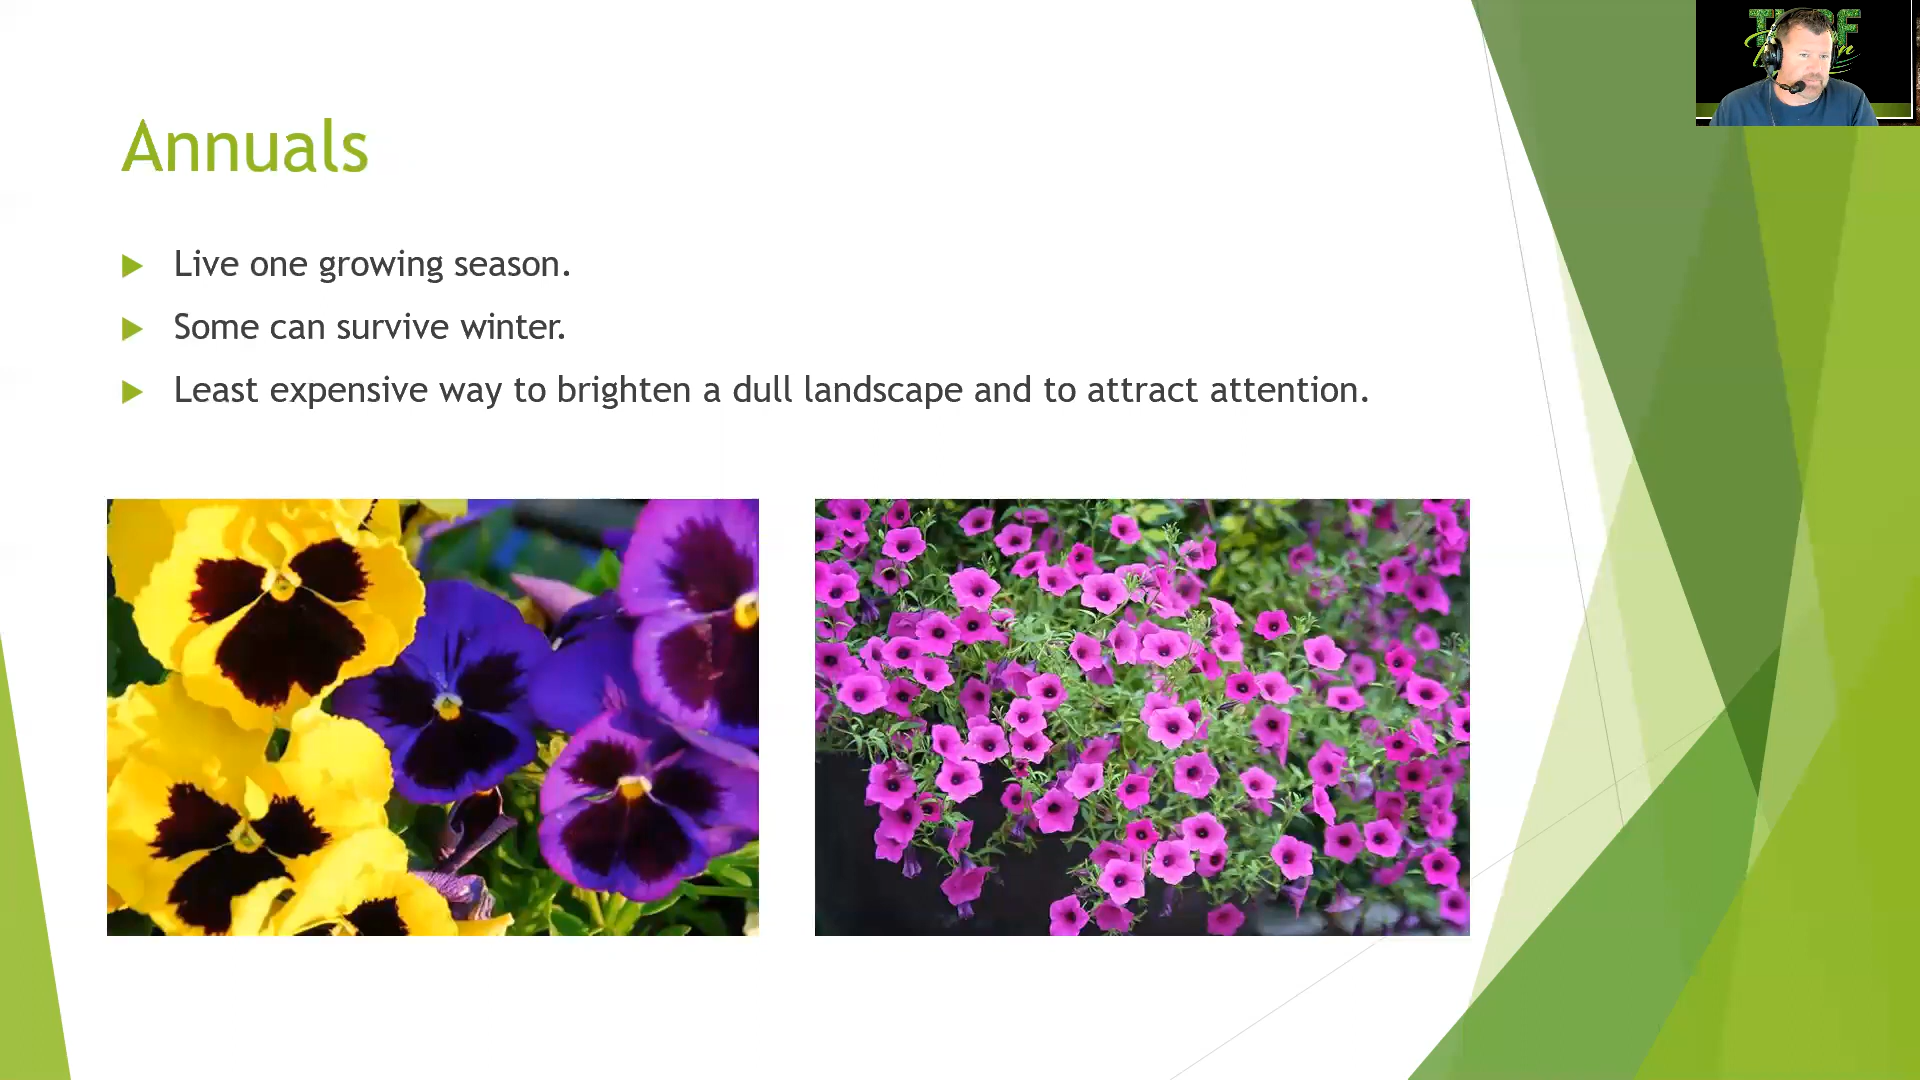 Annuals
Live one growing season.
Some can survive winter.
Least expensive way to brighten a dull landscape and to attract attention.